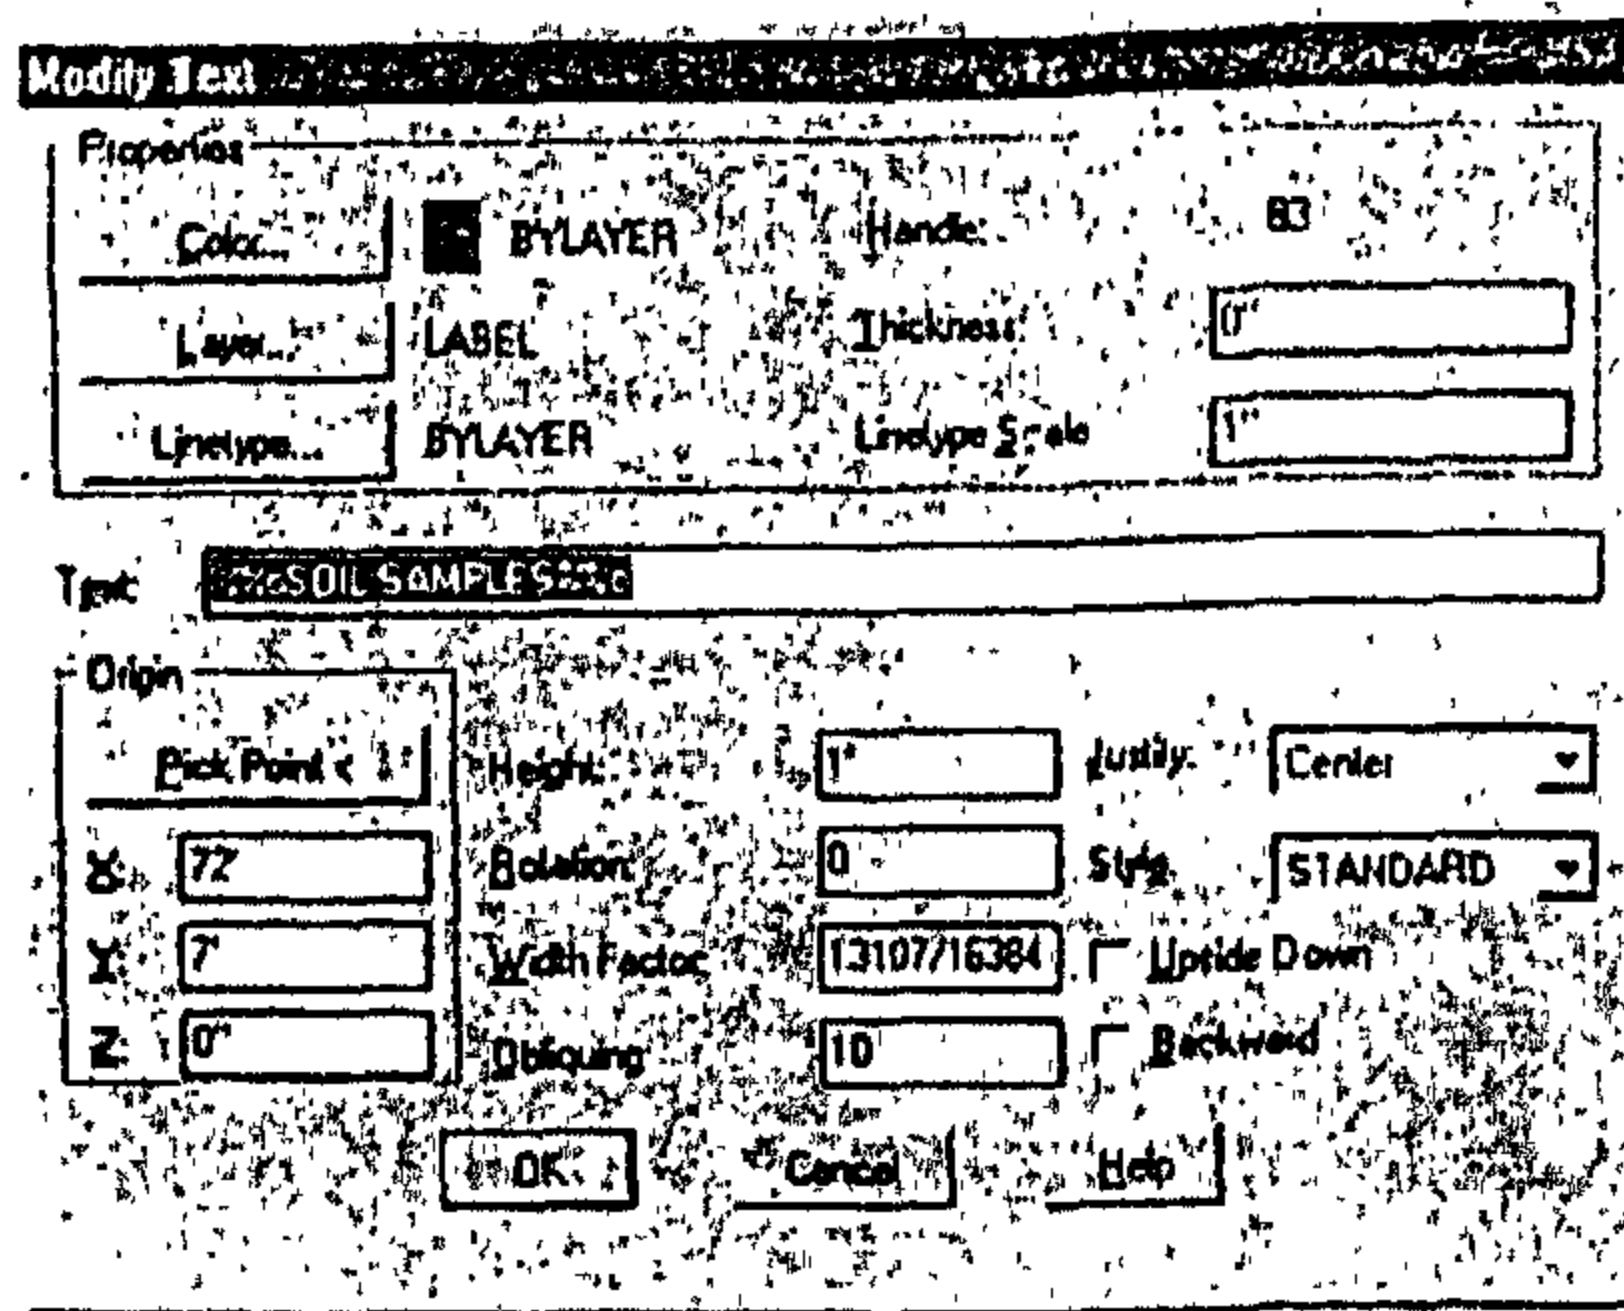 Modify Text
Properties
Color... BYLAYER Handle: B3
Layer... LABEL Thickness: 0"
Linetype... BYLAYER Linetype Scale 1"
Text: SOIL SAMPLES
Origin
Pick Point < Height: 1" Justify: Center
X: 72' Rotation: 0 Style: STANDARD
Y: 7' Width Factor: 13107/16384 Upside Down
Z: 0" Obliquing: 10 Backward
OK Cancel Help